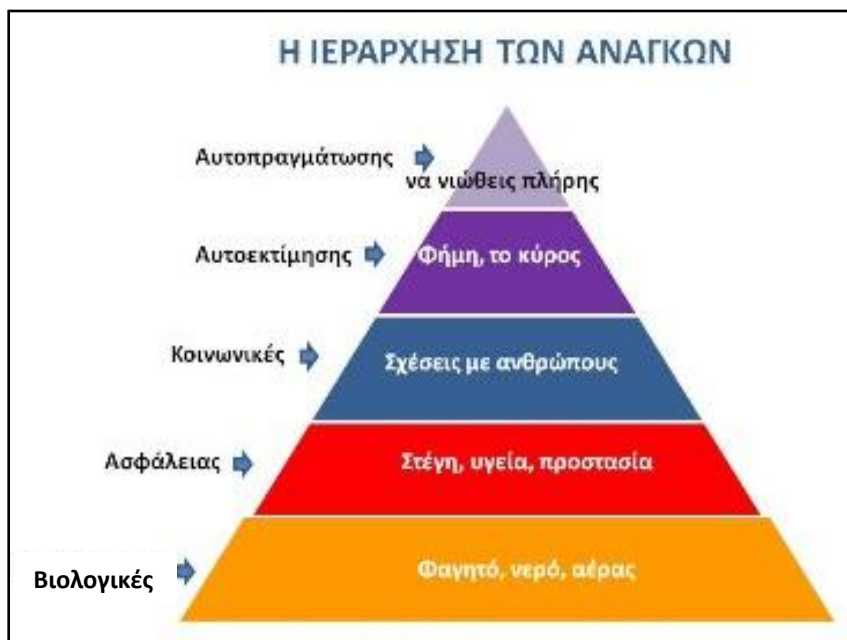 Η ΙΕΡΑΡΧΗΣΗ ΤΩΝ ΑΝΑΓΚΩΝ
Αυτοπραγμάτωσης
να νιώθεις πλήρης
Αυτοεκτίμησης
Φήμη, το κύρος
Κοινωνικές
Σχέσεις με ανθρώπους
Ασφάλειας
Στέγη, υγεία, προστασία
Βιολογικές
Φαγητό, νερό, αέρας